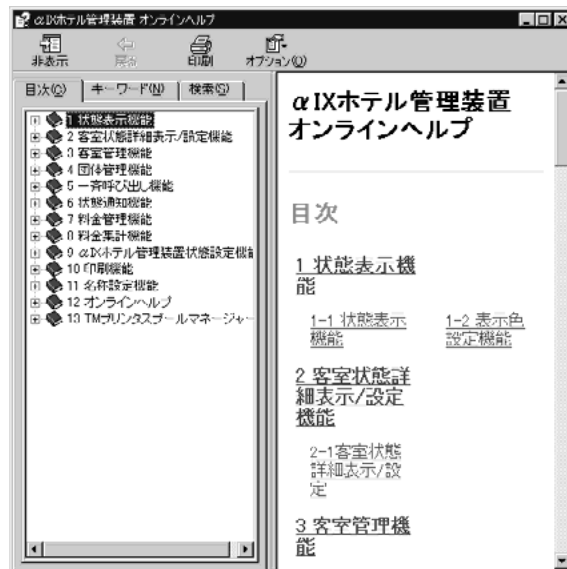 αIXホテル管理装置 オンラインヘルプ
非表示 戻る 印刷 オプション(O)
目次(C) キーワード(N) 検索(S)
1 状態表示機能
2 客室状態詳細表示/設定機能
3 客室管理機能
4 団体管理機能
5 一斉呼び出し機能
6 状態通知機能
7 料金管理機能
8 料金集計機能
9 αIXホテル管理装置状態設定機能
10 印刷機能
11 名称設定機能
12 オンラインヘルプ
13 TMプリンタスプールマネージャー
αIXホテル管理装置
オンラインヘルプ
目次
1 状態表示機
能
1-1 状態表示
機能
1-2 表示色
設定機能
2 客室状態詳
細表示/設定
機能
2-1客室状態
詳細表示/設
定
3 客室管理機
能